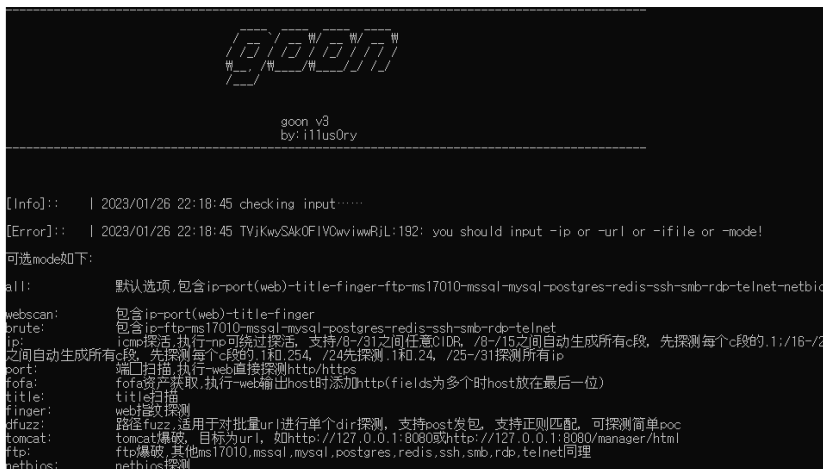 goon
goon v3
by:i11us0ry
[Info]:: | 2023/01/26 22:18:45 checking input······
[Error]:: | 2023/01/26 22:18:45 TVjKwySAkOFlVCwviwwRjL:192: you should input -ip or -url or -ifile or -mode!
可选mode如下:
all: 默认选项,包含ip-port(web)-title-finger-ftp-ms17010-mssql-mysql-postgres-redis-ssh-smb-rdp-telnet-netbio
webscan: 包含ip-port(web)-title-finger
brute: 包含ip-ftp-ms17010-mssql-mysql-postgres-redis-ssh-smb-rdp-telnet
ip: icmp探活,执行-np可绕过探活, 支持/8-/31之间任意CIDR, /8-/15之间自动生成所有c段, 先探测每个c段的.1;/16-/2
之间自动生成所有c段, 先探测每个c段的.1和.254, /24先探测.1和.24, /25-/31探测所有ip
port: 端口扫描,执行-web直接探测http/https
fofa: fofa资产获取,执行-web输出host时添加http(fields为多个时host放在最后一位)
title: title扫描
finger: web指纹探测
dfuzz: 路径fuzz,适用于对批量url进行单个dir探测, 支持post发包, 支持正则匹配, 可探测简单poc
tomcat: tomcat爆破, 目标为url, 如http://127.0.0.1:8080或http://127.0.0.1:8080/manager/html
ftp: ftp爆破,其他ms17010,mssql,mysql,postgres,redis,ssh,smb,rdp,telnet同理
netbios: netbios探测